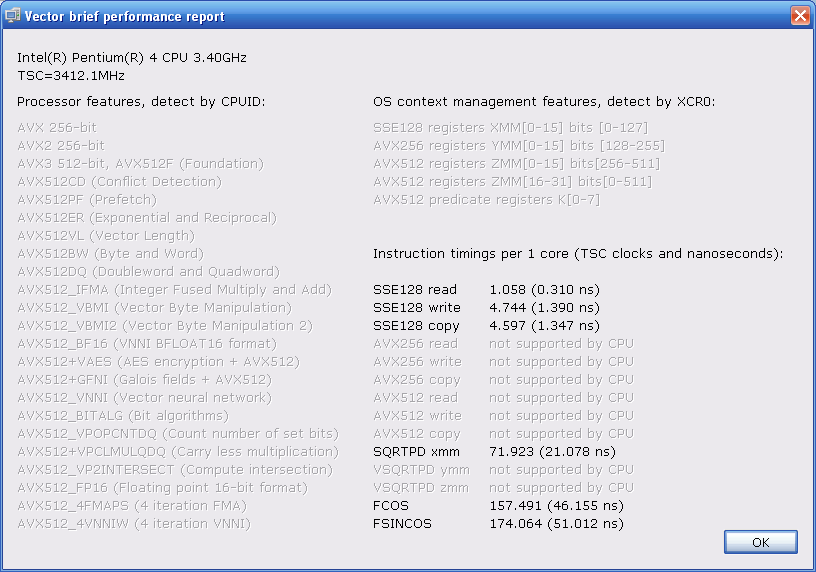 Vector brief performance report
Intel(R) Pentium(R) 4 CPU 3.40GHz
TSC=3412.1MHz
Processor features, detect by CPUID:
AVX 256-bit
AVX2 256-bit
AVX3 512-bit, AVX512F (Foundation)
AVX512CD (Conflict Detection)
AVX512PF (Prefetch)
AVX512ER (Exponential and Reciprocal)
AVX512VL (Vector Length)
AVX512BW (Byte and Word)
AVX512DQ (Doubleword and Quadword)
AVX512_IFMA (Integer Fused Multiply and Add)
AVX512_VBMI (Vector Byte Manipulation)
AVX512_VBMI2 (Vector Byte Manipulation 2)
AVX512_BF16 (VNNI BFLOAT16 format)
AVX512+VAES (AES encryption + AVX512)
AVX512+GFNI (Galois fields + AVX512)
AVX512_VNNI (Vector neural network)
AVX512_BITALG (Bit algorithms)
AVX512_VPOPCNTDQ (Count number of set bits)
AVX512+VPCLMULQDQ (Carry less multiplication)
AVX512_VP2INTERSECT (Compute intersection)
AVX512_FP16 (Floating point 16-bit format)
AVX512_4FMAPS (4 iteration FMA)
AVX512_4VNNIW (4 iteration VNNI)
OS context management features, detect by XCR0:
SSE128 registers XMM[0-15] bits [0-127]
AVX256 registers YMM[0-15] bits [128-255]
AVX512 registers ZMM[0-15] bits[256-511]
AVX512 registers ZMM[16-31] bits[0-511]
AVX512 predicate registers K[0-7]
Instruction timings per 1 core (TSC clocks and nanoseconds):
SSE128 read 1.058 (0.310 ns)
SSE128 write 4.744 (1.390 ns)
SSE128 copy 4.597 (1.347 ns)
AVX256 read not supported by CPU
AVX256 write not supported by CPU
AVX256 copy not supported by CPU
AVX512 read not supported by CPU
AVX512 write not supported by CPU
AVX512 copy not supported by CPU
SQRTPD xmm 71.923 (21.078 ns)
VSQRTPD ymm not supported by CPU
VSQRTPD zmm not supported by CPU
FCOS 157.491 (46.155 ns)
FSINCOS 174.064 (51.012 ns)
OK